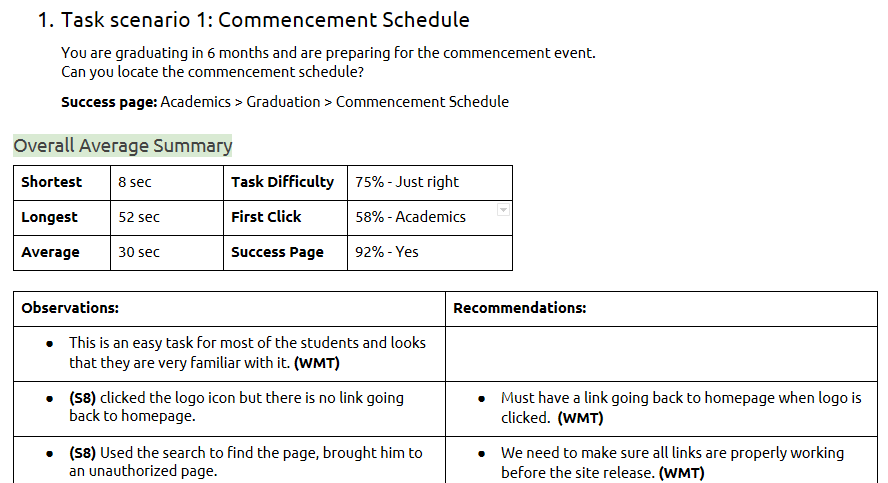 1. Task scenario 1: Commencement Schedule
You are graduating in 6 months and are preparing for the commencement event.
Can you locate the commencement schedule?
Success page: Academics > Graduation > Commencement Schedule
Overall Average Summary
Shortest 8 sec Task Difficulty 75% - Just right
Longest 52 sec First Click 58% - Academics
Average 30 sec Success Page 92% - Yes
Observations: Recommendations:
● This is an easy task for most of the students and looks
that they are very familiar with it. (WMT)
● (S8) clicked the logo icon but there is no link going
back to homepage.
● Must have a link going back to homepage when logo is
clicked. (WMT)
● (S8) Used the search to find the page, brought him to
an unauthorized page.
● We need to make sure all links are properly working
before the site release. (WMT)